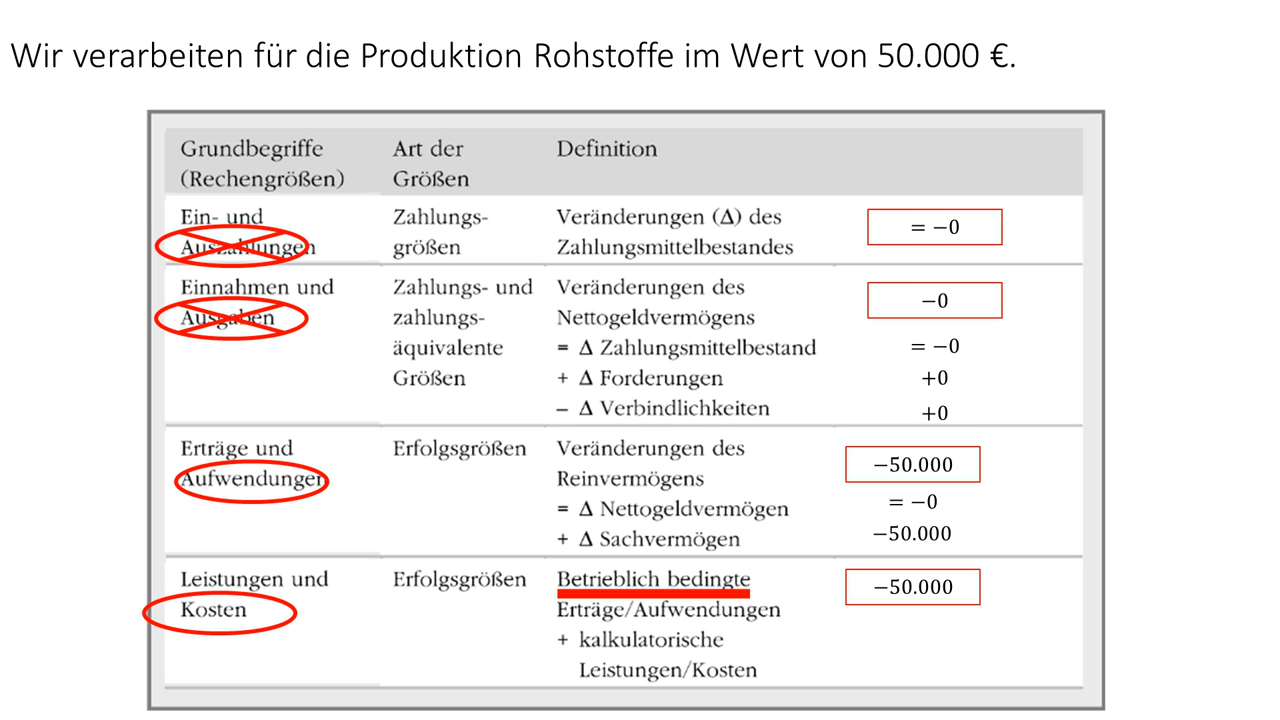 Wir verarbeiten für die Produktion Rohstoffe im Wert von 50.000 €.
Grundbegriffe Art der Definition
(Rechengrößen) Größen
Ein- und Zahlungs- Veränderungen (Δ) des = −0
Auszahlungen größen Zahlungsmittelbestandes
Einnahmen und Zahlungs- und Veränderungen des −0
Ausgaben zahlungs- Nettogeldvermögens
äquivalente = Δ Zahlungsmittelbestand = −0
Größen + Δ Forderungen +0
− Δ Verbindlichkeiten +0
Erträge und Erfolgsgrößen Veränderungen des −50.000
Aufwendungen Reinvermögens
= Δ Nettogeldvermögen = −0
+ Δ Sachvermögen −50.000
Leistungen und Erfolgsgrößen Betrieblich bedingte −50.000
Kosten Erträge/Aufwendungen
+ kalkulatorische
Leistungen/Kosten